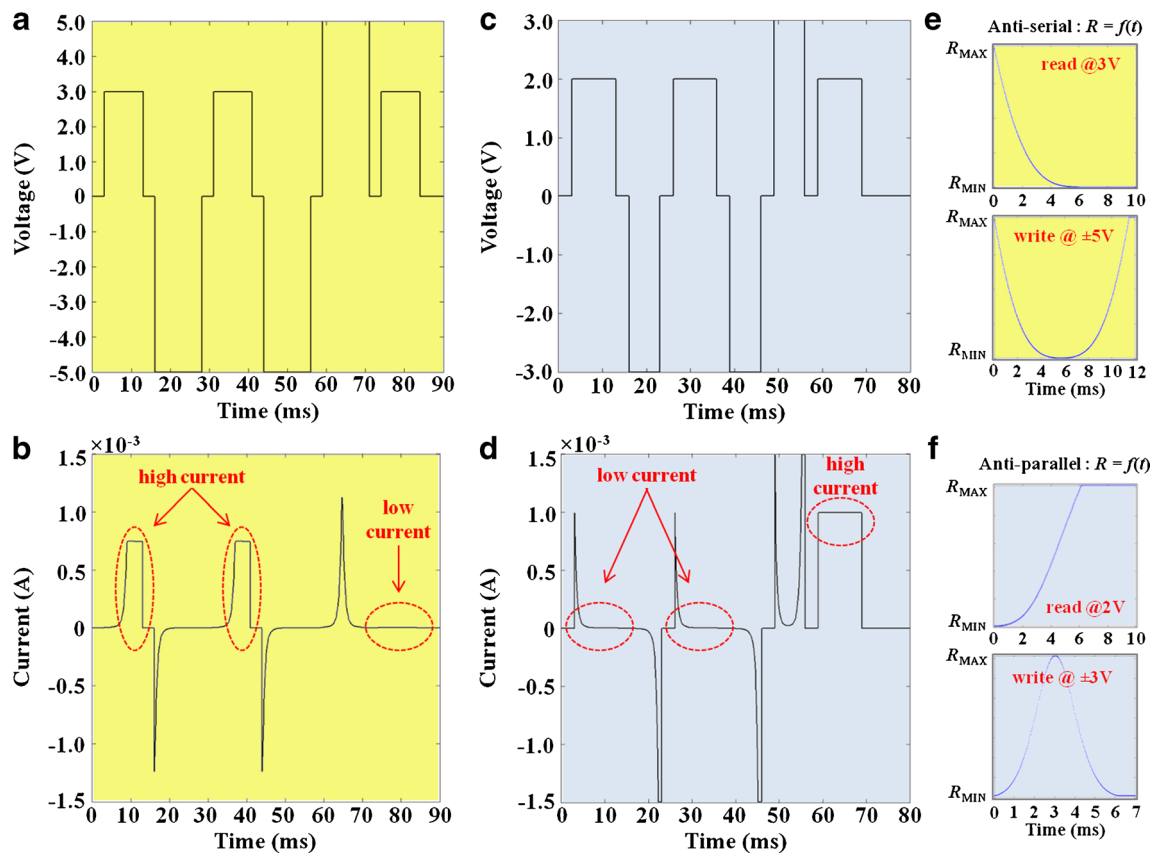 a
5.0
4.0
3.0
2.0
1.0
0
-1.0
-2.0
-3.0
-4.0
-5.0
Voltage (V)
0 10 20 30 40 50 60 70 80 90
Time (ms)
c
3.0
2.0
1.0
0
-1.0
-2.0
-3.0
Voltage (V)
0 10 20 30 40 50 60 70 80
Time (ms)
e
Anti-serial : R = f(t)
RMAX
read @3V
RMIN
0 2 4 6 8 10
RMAX
write @ ±5V
RMIN
0 2 4 6 8 10 12
Time (ms)
b
×10-3
1.5
1.0
0.5
0
-0.5
-1.0
-1.5
Current (A)
high current
low
current
0 10 20 30 40 50 60 70 80 90
Time (ms)
d
×10-3
1.5
1.0
0.5
0
-0.5
-1.0
-1.5
Current (A)
low current
high
current
0 10 20 30 40 50 60 70 80
Time (ms)
f
Anti-parallel : R = f(t)
RMAX
read @2V
RMIN
0 2 4 6 8 10
RMAX
write @ ±3V
RMIN
0 1 2 3 4 5 6 7
Time (ms)